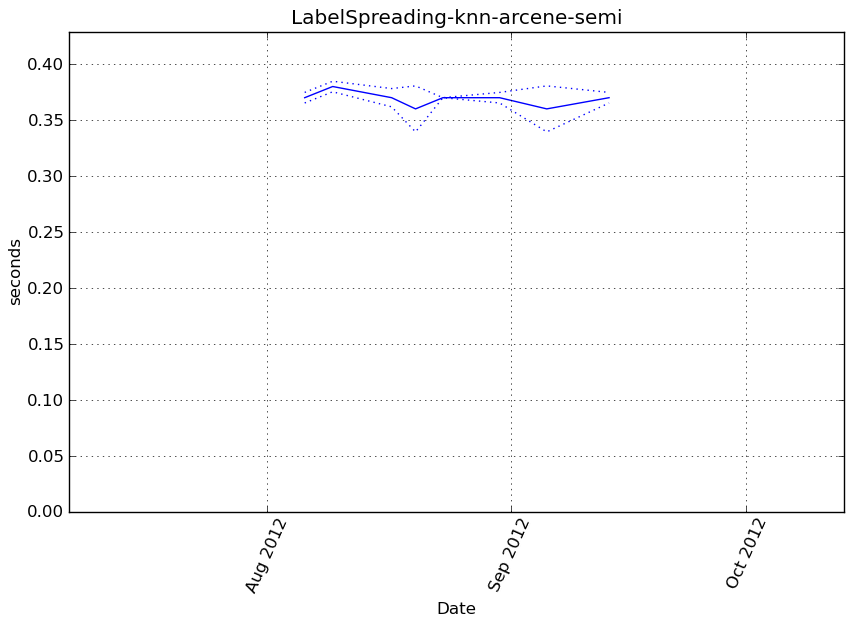 LabelSpreading-knn-arcene-semi
0.40
0.35
0.30
0.25
0.20
0.15
0.10
0.05
0.00
seconds
Aug 2012
Sep 2012
Oct 2012
Date